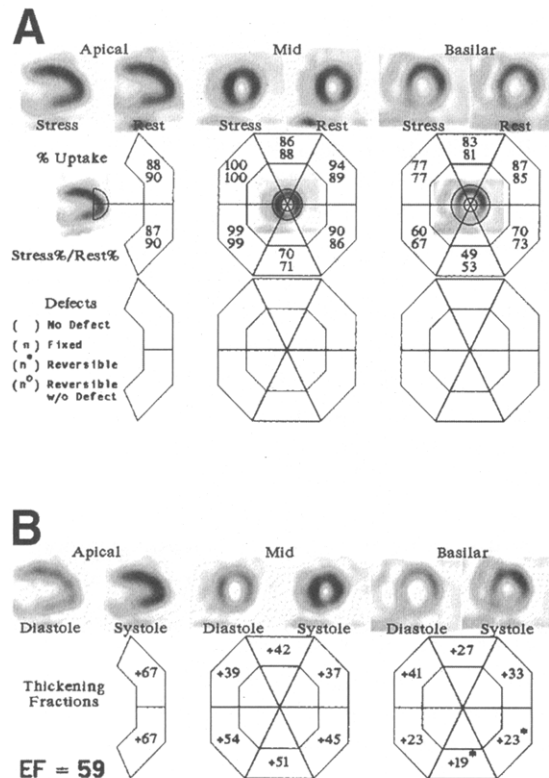 A
Apical Mid Basilar
Stress Rest Stress Rest Stress Rest
% Uptake
88
90
87
90
86
88
100
100
94
89
99
99
90
86
70
71
83
81
77
77
87
85
60
67
70
73
49
53
Stress%/Rest%
Defects
( ) No Defect
(n) Fixed
(n*) Reversible
(n°) Reversible
w/o Defect
B
Apical Mid Basilar
Diastole Systole Diastole Systole Diastole Systole
Thickening
Fractions
+67
+67
+42
+39 +37
+54 +45
+51
+27
+41 +33
+23 +23*
+19*
EF = 59